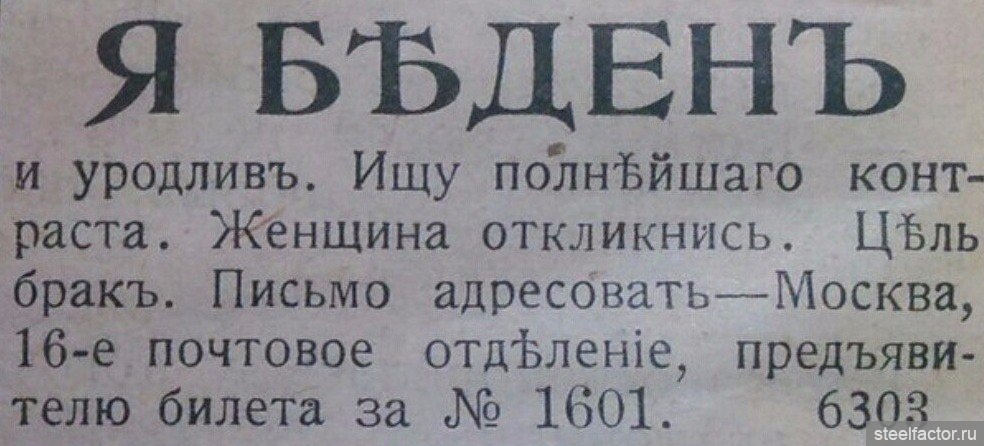 Я БѢДЕНЪ
и уродливъ. Ищу полнѣйшаго конт-
раста. Женщина откликнись. Цѣль
бракъ. Письмо адресовать—Москва,
16-е почтовое отдѣленіе, предъяви-
телю билета за № 1601. 6303
steelfactor.ru